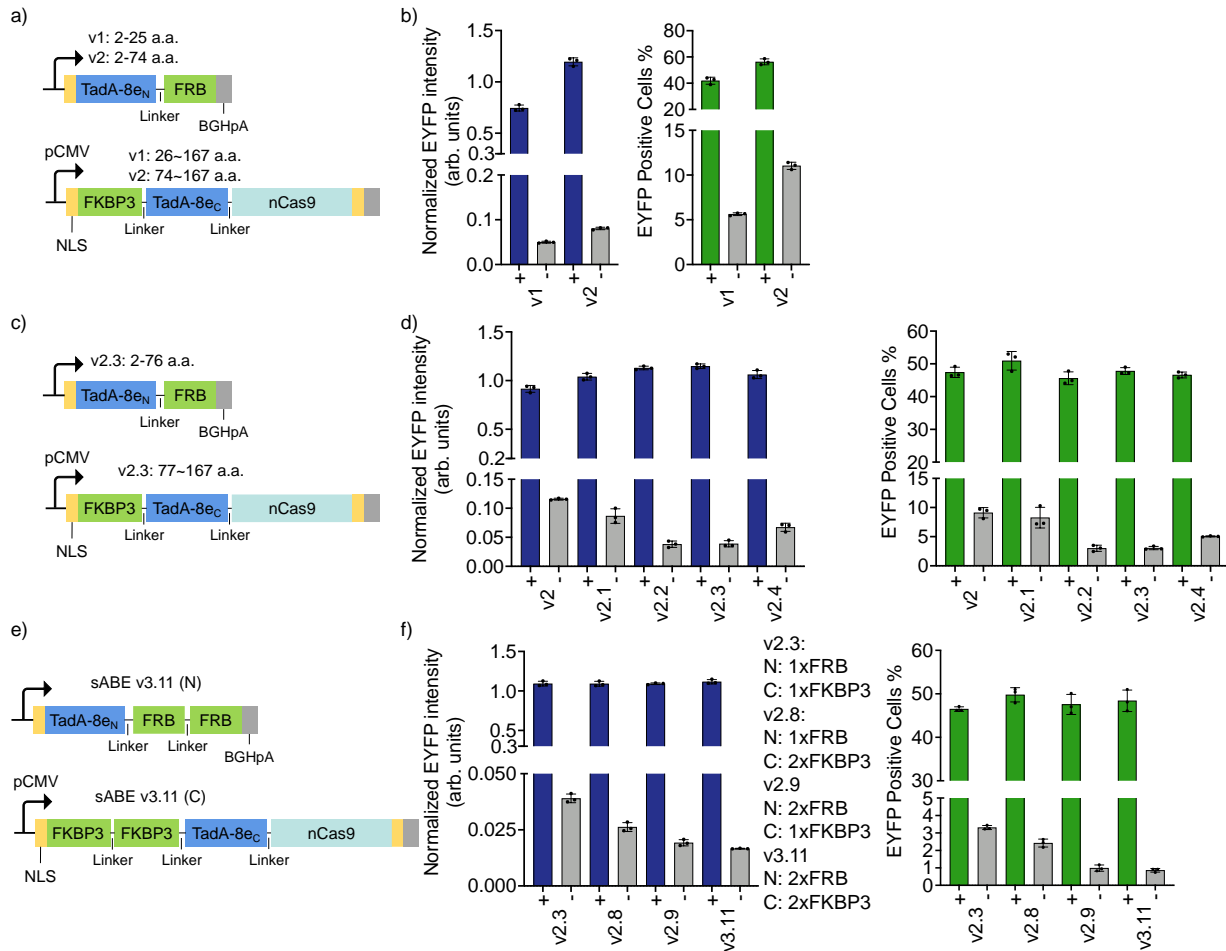 a)
v1: 2-25 a.a.
v2: 2-74 a.a.
TadA-8eN
FRB
Linker
BGHpA
pCMV
v1: 26~167 a.a.
v2: 74~167 a.a.
FKBP3
TadA-8eC
nCas9
Linker
Linker
NLS
b)
Normalized EYFP intensity
(arb. units)
1.5
1.0
0.5
0.3
0.2
0.1
0.0
+
-
+
-
v1
v2
EYFP Positive Cells %
80
60
40
20
15
10
5
0
+
-
+
-
v1
v2
c)
v2.3: 2-76 a.a.
TadA-8eN
FRB
Linker
BGHpA
pCMV
v2.3: 77~167 a.a.
FKBP3
TadA-8eC
nCas9
Linker
Linker
NLS
d)
Normalized EYFP intensity
(arb. units)
1.5
1.0
0.5
0.2
0.15
0.10
0.05
0.00
+
-
+
-
+
-
+
-
+
-
v2
v2.1
v2.2
v2.3
v2.4
EYFP Positive Cells %
60
50
40
30
20
15
10
5
0
+
-
+
-
+
-
+
-
+
-
v2
v2.1
v2.2
v2.3
v2.4
e)
sABE v3.11 (N)
TadA-8eN
FRB
FRB
Linker
Linker
BGHpA
pCMV
sABE v3.11 (C)
FKBP3
FKBP3
TadA-8eC
nCas9
Linker
Linker
Linker
NLS
f)
Normalized EYFP intensity
(arb. units)
1.5
1.0
0.5
0.3
0.050
0.025
0.000
+
-
+
-
+
-
+
-
v2.3
v2.8
v2.9
v3.11
v2.3:
N: 1xFRB
C: 1xFKBP3
v2.8:
N: 1xFRB
C: 2xFKBP3
v2.9
N: 2xFRB
C: 1xFKBP3
v3.11
N: 2xFRB
C: 2xFKBP3
EYFP Positive Cells %
60
50
40
4
3
2
1
0
+
-
+
-
+
-
+
-
v2.3
v2.8
v2.9
v3.11